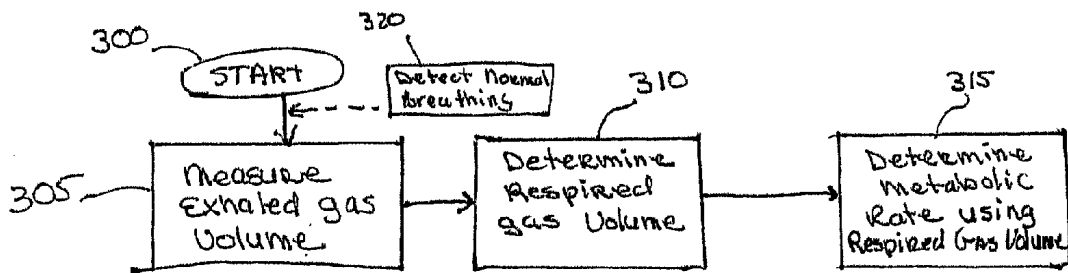 300
START
320
Detect Normal
Breathing
305
Measure
Exhaled gas
Volume
310
Determine
Respired
gas Volume
315
Determine
Metabolic
Rate using
Respired Gas Volume